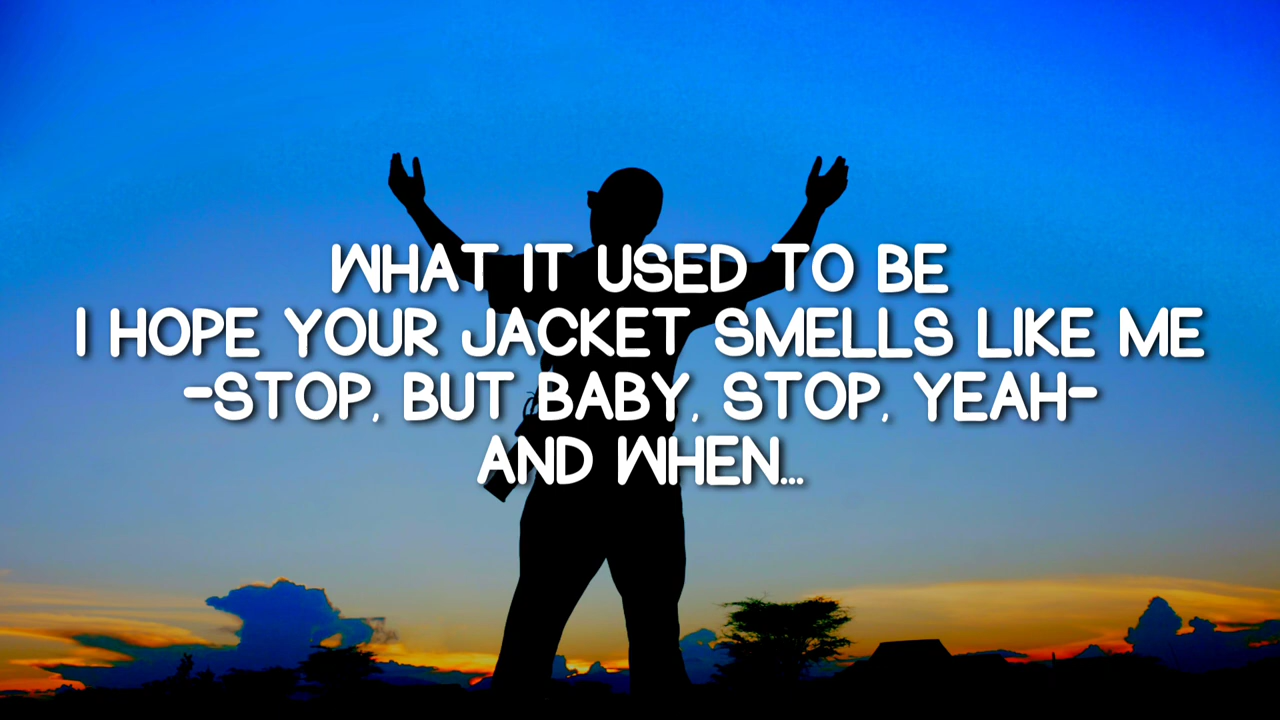 WHAT IT USED TO BE
I HOPE YOUR JACKET SMELLS LIKE ME
-STOP, BUT BABY, STOP, YEAH-
AND WHEN...